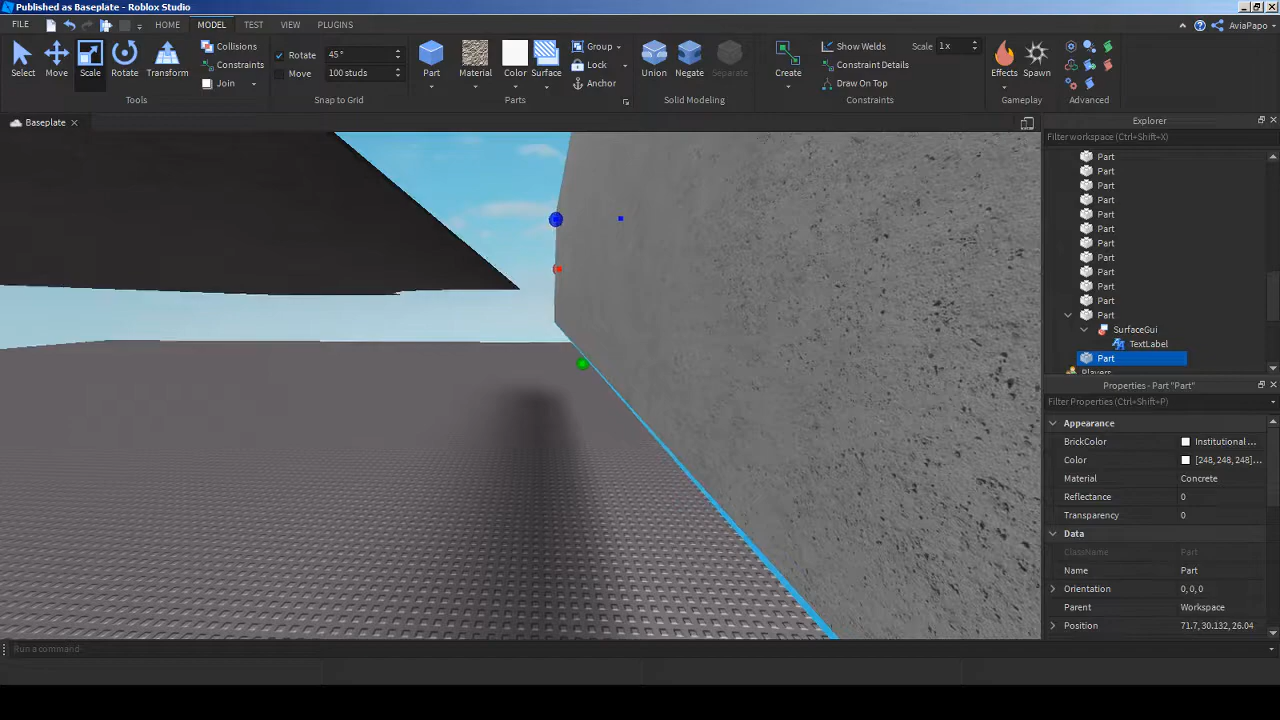 Published as Baseplate - Roblox Studio
FILE HOME MODEL TEST VIEW PLUGINS AviaPapo
Select Move Scale Rotate Transform
Collisions
Constraints
Join
Tools
Rotate 45°
Move 100 studs
Snap to Grid
Part Material Color Surface
Group
Lock
Anchor
Parts
Union Negate Separate
Solid Modeling
Create
Show Welds Scale 1x
Constraint Details
Draw On Top
Constraints
Effects Spawn
Gameplay
Advanced
Baseplate
Explorer
Filter workspace (Ctrl+Shift+X)
Part
Part
Part
Part
Part
Part
Part
Part
Part
Part
Part
Part
SurfaceGui
TextLabel
Part
Players
Properties - Part "Part"
Filter Properties (Ctrl+Shift+P)
Appearance
BrickColor Institutional ...
Color [248, 248, 248]...
Material Concrete
Reflectance 0
Transparency 0
Data
ClassName Part
Name Part
Orientation 0, 0, 0
Parent Workspace
Position 71.7, 30.132, 26.04
Run a command